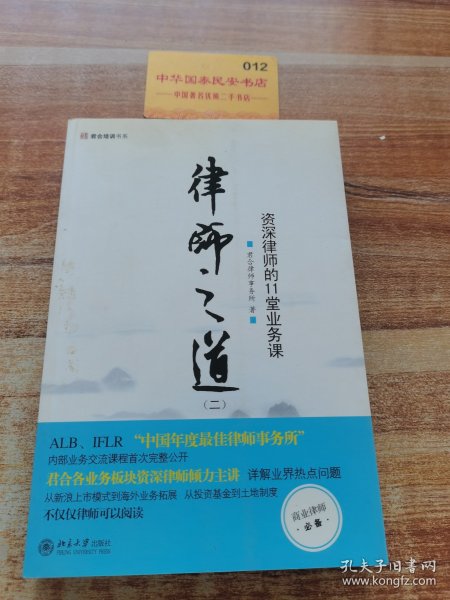 012
中华国泰民安书店
中国著名优秀二手书店
君合培训书系
律师之道
(二)
资深律师的11堂业务课
君合律师事务所 著
ALB、IFLR “中国年度最佳律师事务所”
内部业务交流课程首次完整公开
君合各业务板块资深律师倾力主讲 详解业界热点问题
从新浪上市模式到海外业务拓展 从投资基金到土地制度
不仅仅律师可以阅读
商业律师
·必备·
北京大学出版社
PEKING UNIVERSITY PRESS
孔夫子旧书网
www.kongfz.com